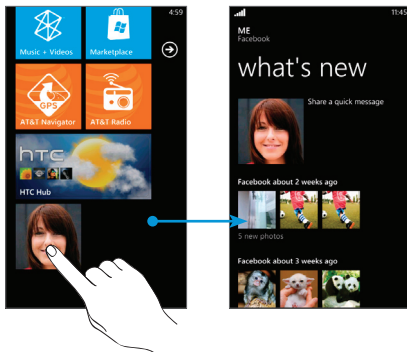 4:59
Music + Videos
Marketplace
GPS
AT&T Navigator
AT&T Radio
hTC
HTC Hub
11:45
ME
Facebook
what's new
Share a quick message
Facebook about 2 weeks ago
5 new photos
Facebook about 3 weeks ago